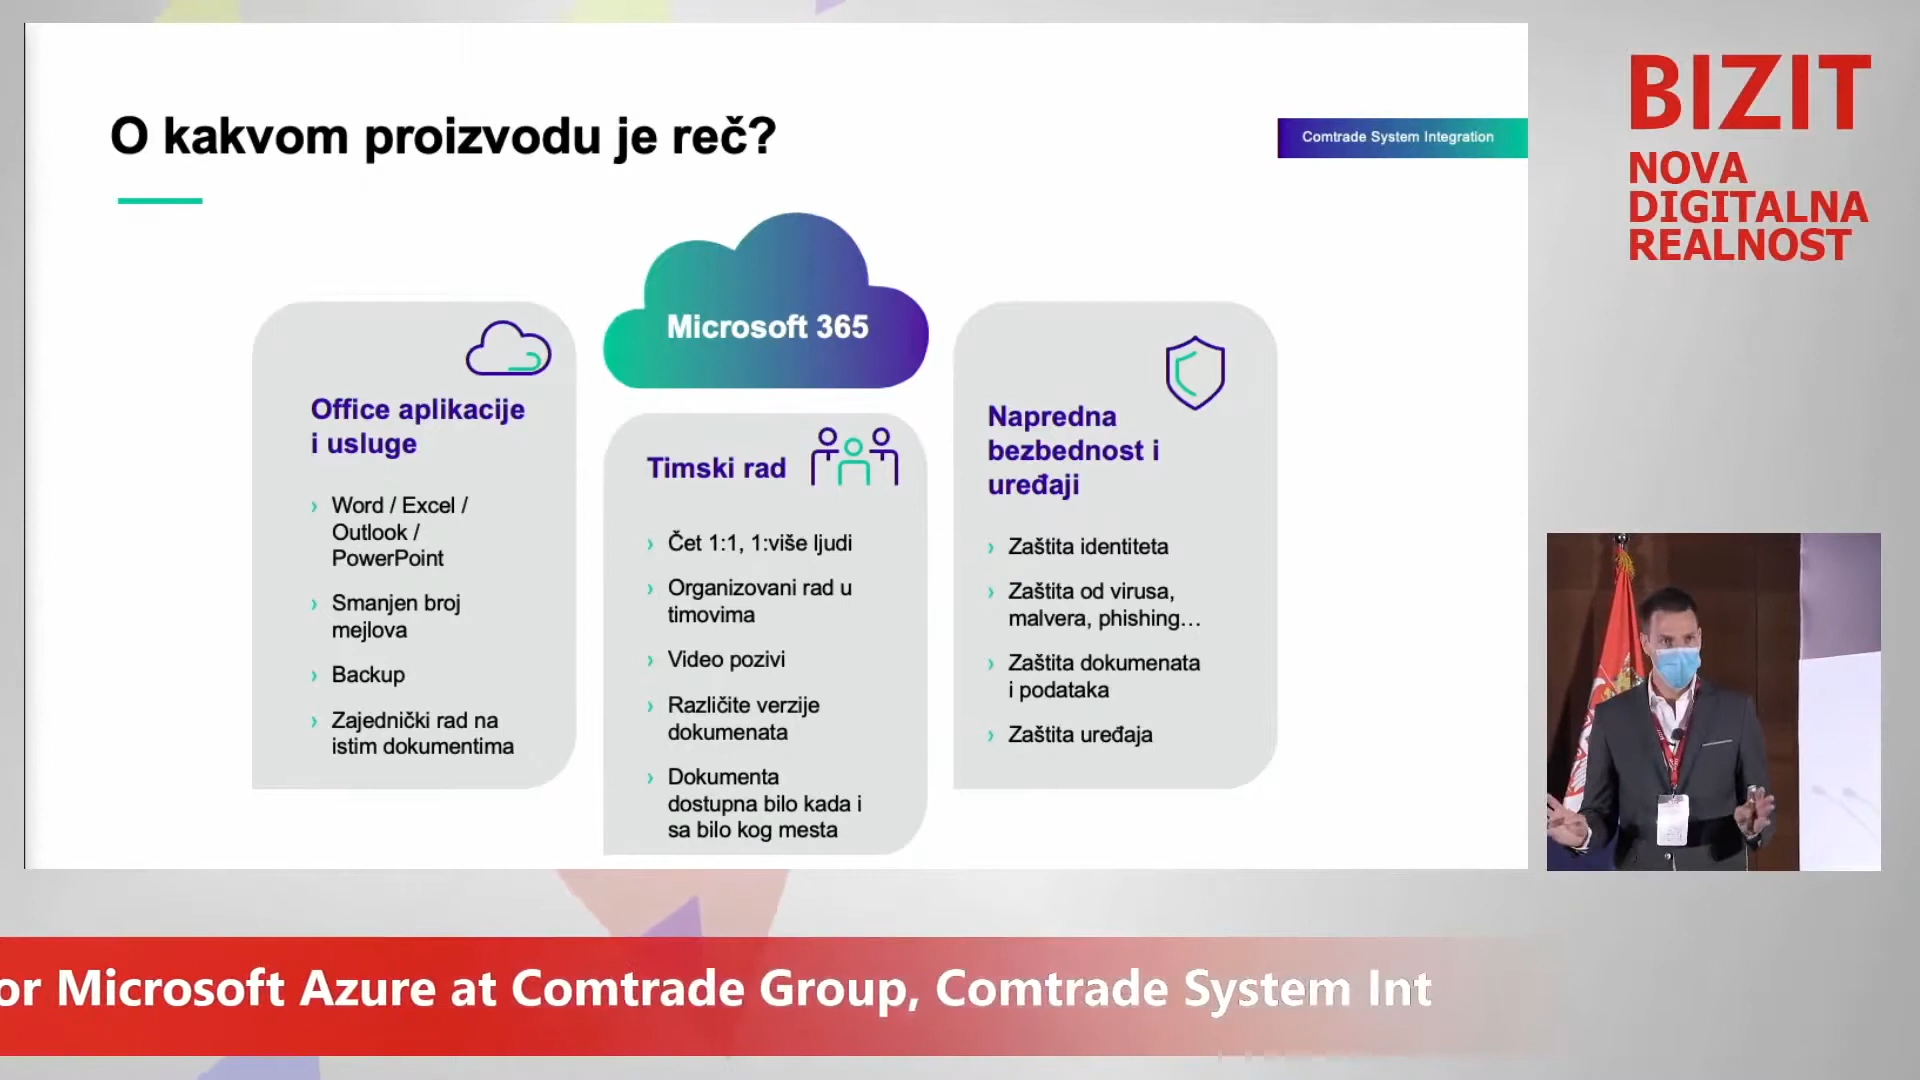 O kakvom proizvodu je reč?
Comtrade System Integration
BIZIT
NOVA
DIGITALNA
REALNOST
Microsoft 365
Office aplikacije
i usluge
› Word / Excel /
Outlook /
PowerPoint
› Smanjen broj
mejlova
› Backup
› Zajednički rad na
istim dokumentima
Timski rad
› Čet 1:1, 1:više ljudi
› Organizovani rad u
timovima
› Video pozivi
› Različite verzije
dokumenata
› Dokumenta
dostupna bilo kada i
sa bilo kog mesta
Napredna
bezbednost i
uređaji
› Zaštita identiteta
› Zaštita od virusa,
malvera, phishing…
› Zaštita dokumenata
i podataka
› Zaštita uređaja
or Microsoft Azure at Comtrade Group, Comtrade System Int